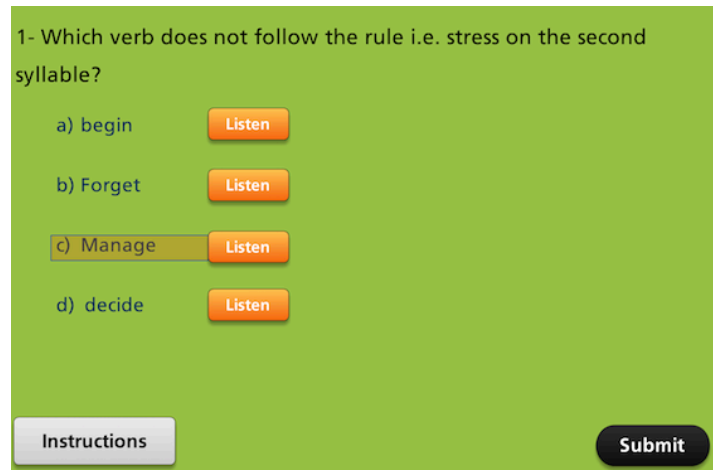 1- Which verb does not follow the rule i.e. stress on the second
syllable?
a) begin Listen
b) Forget Listen
c) Manage Listen
d) decide Listen
Instructions Submit